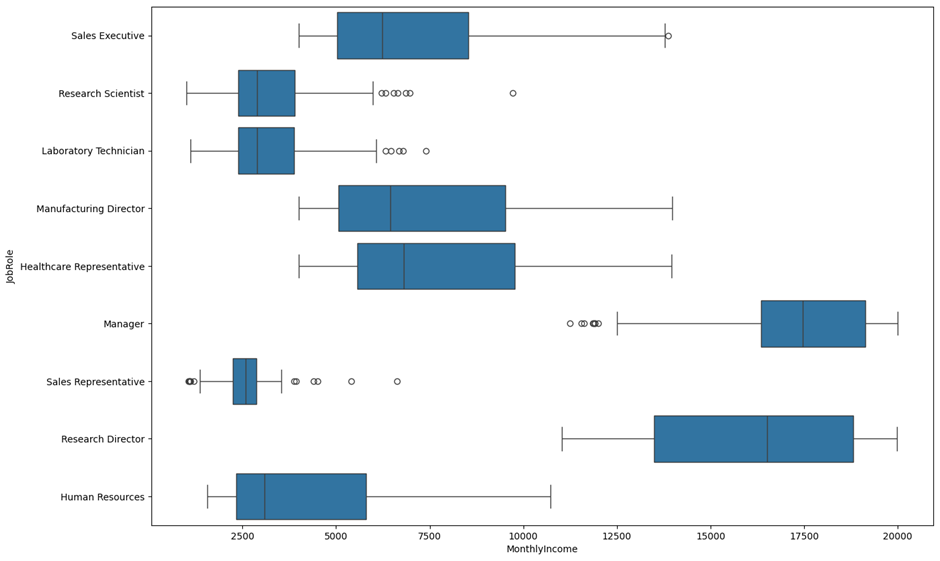 Sales Executive
Research Scientist
Laboratory Technician
Manufacturing Director
Healthcare Representative
Manager
Sales Representative
Research Director
Human Resources
JobRole
2500 5000 7500 10000 12500 15000 17500 20000
MonthlyIncome